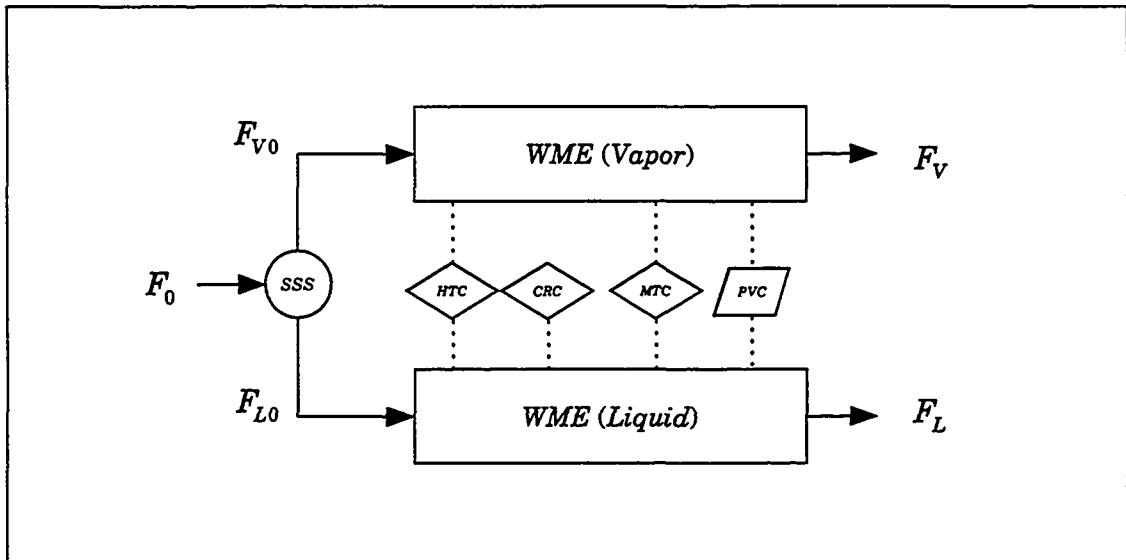 F_V0
WME (Vapor)
F_V
F_0
SSS
HTC
CRC
MTC
PVC
F_L0
WME (Liquid)
F_L